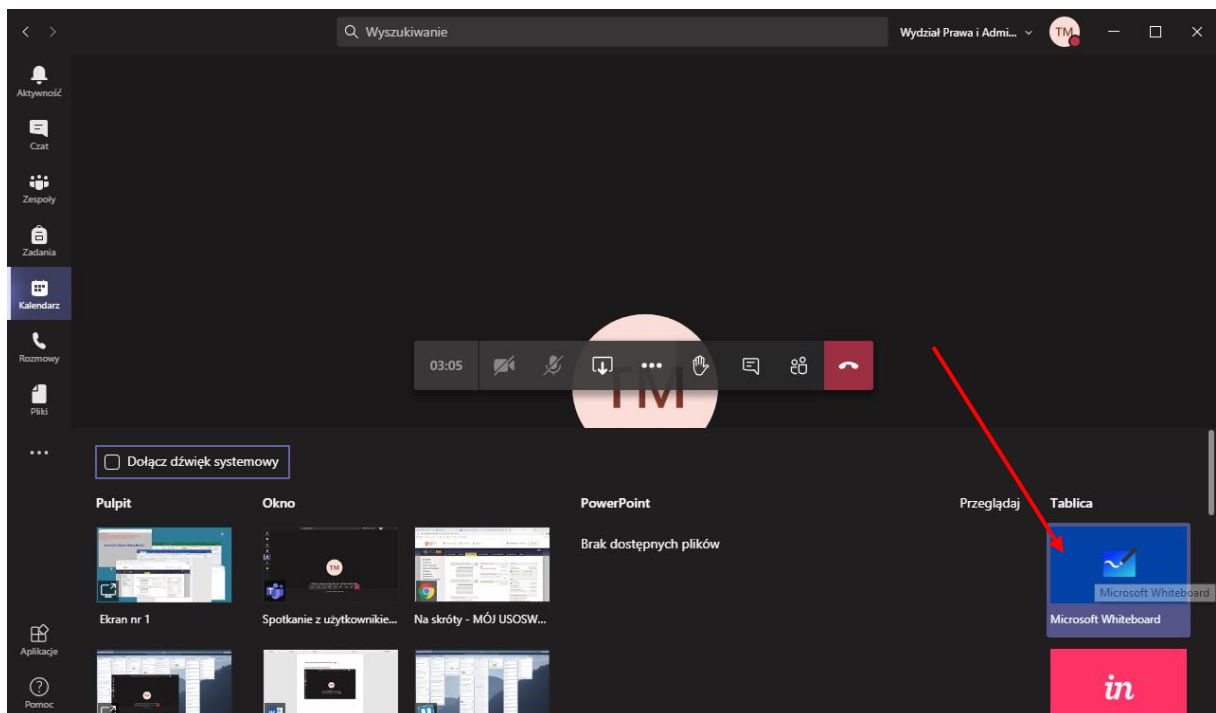 Wyszukiwanie
Wydział Prawa i Admi...
TM
Aktywność
Czat
Zespoły
Zadania
Kalendarz
Rozmowy
Pliki
Aplikacje
Pomoc
03:05
TM
Dołącz dźwięk systemowy
Pulpit
Okno
PowerPoint
Przeglądaj
Tablica
Brak dostępnych plików
TM
Microsoft Whiteboard
Ekran nr 1
Spotkanie z użytkownikie...
Na skróty - MÓJ USOSW...
Microsoft Whiteboard
in